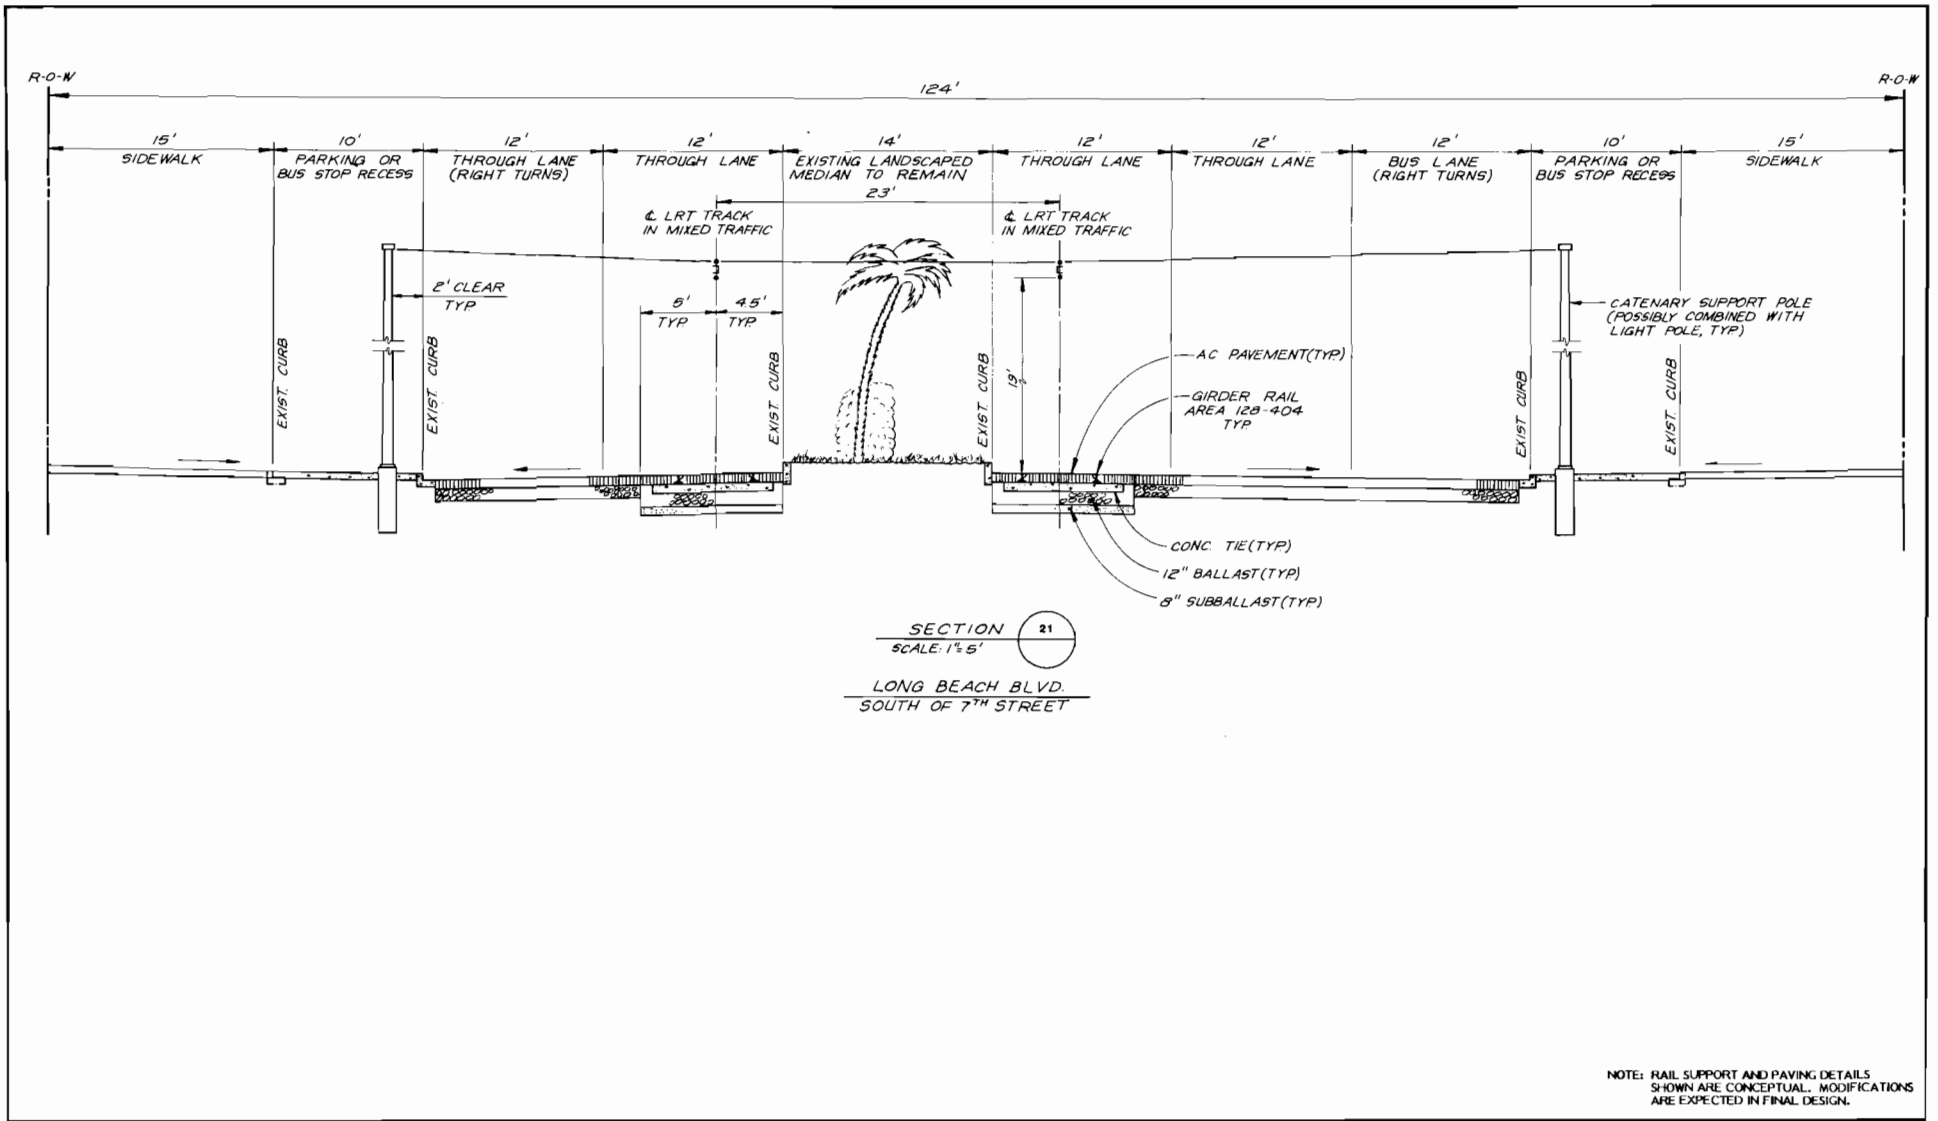 R-O-W
R-O-W
124'
15'
SIDEWALK
10'
PARKING OR
BUS STOP RECESS
12'
THROUGH LANE
(RIGHT TURNS)
12'
THROUGH LANE
14'
EXISTING LANDSCAPED
MEDIAN TO REMAIN
12'
THROUGH LANE
12'
THROUGH LANE
12'
BUS LANE
(RIGHT TURNS)
10'
PARKING OR
BUS STOP RECESS
15'
SIDEWALK
23'
℄ LRT TRACK
IN MIXED TRAFFIC
℄ LRT TRACK
IN MIXED TRAFFIC
2' CLEAR
TYP.
5'
TYP.
4.5'
TYP.
19'
CATENARY SUPPORT POLE
(POSSIBLY COMBINED WITH
LIGHT POLE, TYP.)
EXIST. CURB
EXIST. CURB
EXIST. CURB
EXIST. CURB
EXIST. CURB
EXIST. CURB
AC PAVEMENT(TYP.)
GIRDER RAIL
AREA 128-404
TYP
CONC. TIE(TYP.)
12" BALLAST(TYP.)
8" SUBBALLAST(TYP.)
SECTION 21
SCALE: 1"=5'
LONG BEACH BLVD.
SOUTH OF 7TH STREET
NOTE: RAIL SUPPORT AND PAVING DETAILS
SHOWN ARE CONCEPTUAL. MODIFICATIONS
ARE EXPECTED IN FINAL DESIGN.